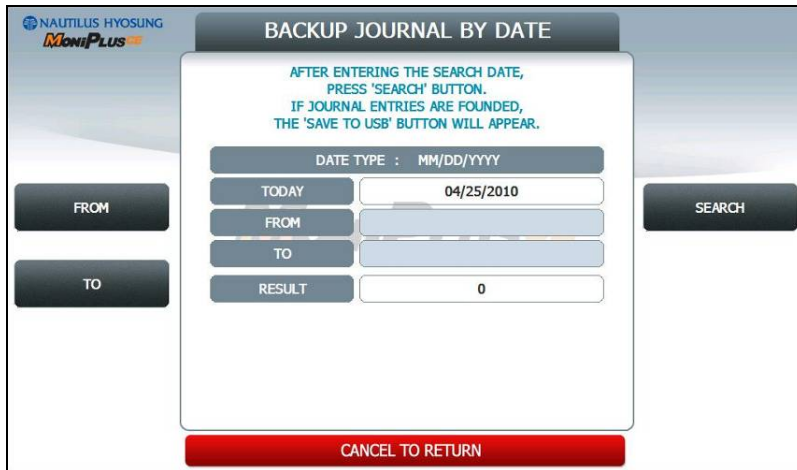 NAUTILUS HYOSUNG
MoniPlusCE
BACKUP JOURNAL BY DATE
AFTER ENTERING THE SEARCH DATE,
PRESS 'SEARCH' BUTTON.
IF JOURNAL ENTRIES ARE FOUNDED,
THE 'SAVE TO USB' BUTTON WILL APPEAR.
DATE TYPE : MM/DD/YYYY
TODAY 04/25/2010
FROM
FROM
SEARCH
TO
TO
RESULT 0
CANCEL TO RETURN